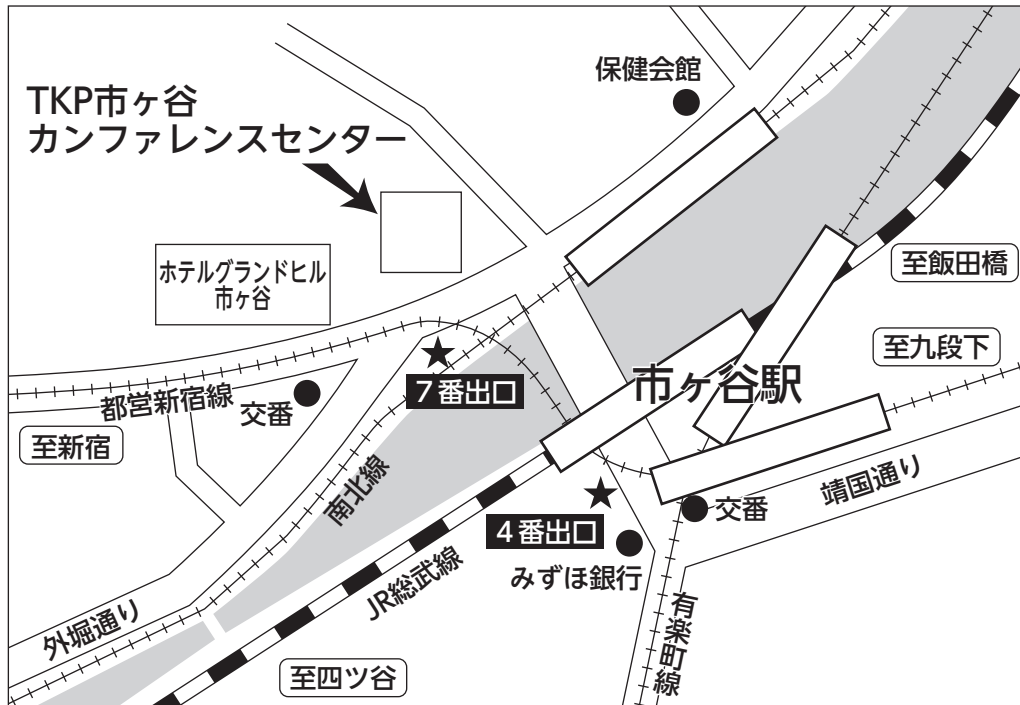 保健会館
TKP市ヶ谷
カンファレンスセンター
ホテルグランドヒル
市ヶ谷
至飯田橋
至九段下
市ヶ谷駅
7番出口
都営新宿線
交番
至新宿
南北線
靖国通り
交番
4番出口
みずほ銀行
JR総武線
有楽町線
外堀通り
至四ツ谷